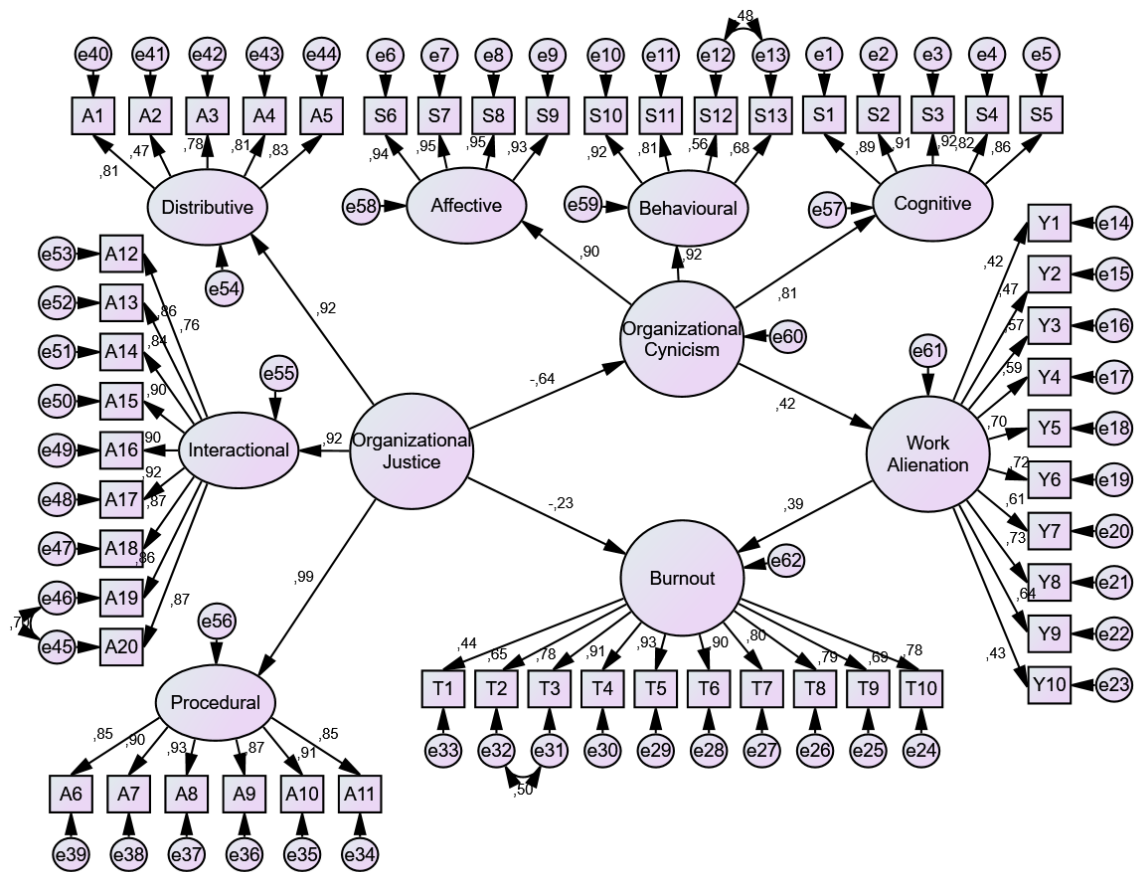 ,48
e40 e41 e42 e43 e44 e6 e7 e8 e9 e10 e11 e12 e13 e1 e2 e3 e4 e5
A1 A2 A3 A4 A5 S6 S7 S8 S9 S10 S11 S12 S13 S1 S2 S3 S4 S5
,81 ,47 ,78 ,81 ,83 ,94 ,95 ,95 ,93 ,92 ,81 ,56 ,68 ,89 ,91 ,92 ,82 ,86
e58 e59 e57
Distributive Affective Behavioural Cognitive
Y1 e14
e53 A12 ,90 ,92 ,42
Y2 e15
e54 ,81 ,47
e52 A13 ,86 ,76 ,92
Organizational
Cynicism
e60 ,57 Y3 e16
e51 A14 ,84 e61
e55 -,64 ,59 Y4 e17
e50 A15 ,90 ,42
,70 Y5 e18
e49 A16 ,90 Interactional ,92
Organizational
Justice
Work
Alienation
,72 Y6 e19
e48 A17 ,92 ,87
-,23 ,39 ,61 Y7 e20
e47 A18 ,86
,73 Y8 e21
e46 A19 ,99 Burnout e62
,87 ,64
e45 A20 e56 Y9 e22
,44 ,65 ,78 ,91 ,93 ,90 ,80 ,79 ,69 ,78 ,43
T1 T2 T3 T4 T5 T6 T7 T8 T9 T10 Y10 e23
Procedural
e33 e32 e31 e30 e29 e28 e27 e26 e25 e24
,85 ,90 ,93 ,87 ,91 ,85
,50
A6 A7 A8 A9 A10 A11
e39 e38 e37 e36 e35 e34